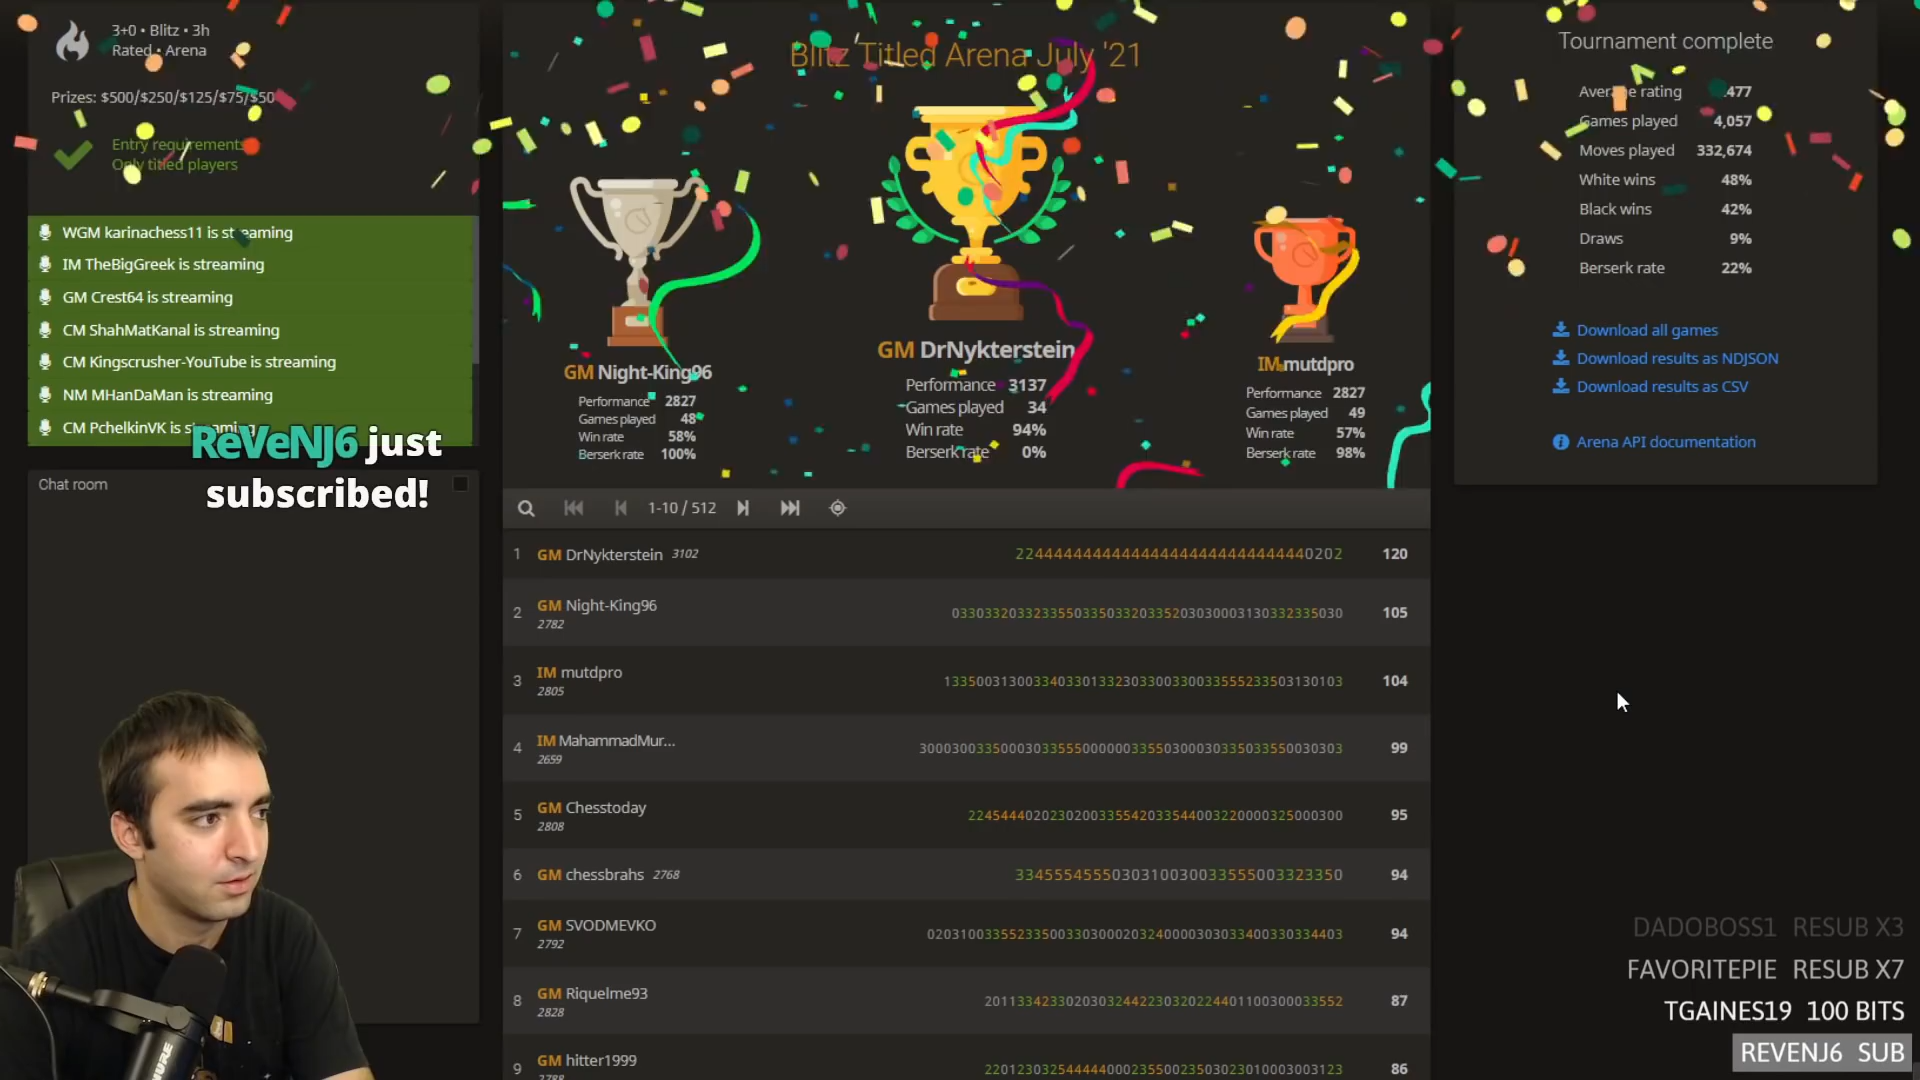 3+0 • Blitz • 3h
Rated • Arena
Prizes: $500/$250/$125/$75/$50
Entry requirements
Only titled players
WGM karinachess11 is streaming
IM TheBigGreek is streaming
GM Crest64 is streaming
CM ShahMatKanal is streaming
CM Kingscrusher-YouTube is streaming
NM MHanDaMan is streaming
CM PchelkinVK is streaming
ReVeNJ6 just
subscribed!
Chat room
Blitz Titled Arena July '21
GM Night-King96
Performance 2827
Games played 48
Win rate 58%
Berserk rate 100%
GM DrNykterstein
Performance 3137
Games played 34
Win rate 94%
Berserk rate 0%
IM mutdpro
Performance 2827
Games played 49
Win rate 57%
Berserk rate 98%
1-10 / 512
1 GM DrNykterstein 3102 120
2 GM Night-King96 2782 105
3 IM mutdpro 2805 104
4 IM MahammadMur... 2659 99
5 GM Chesstoday 2808 95
6 GM chessbrahs 2768 94
7 GM SVODMEVKO 2792 94
8 GM Riquelme93 2828 87
9 GM hitter1999 86
Tournament complete
Average rating
Games played 4,057
Moves played 332,674
White wins 48%
Black wins 42%
Draws 9%
Berserk rate 22%
Download all games
Download results as NDJSON
Download results as CSV
Arena API documentation
DADOBOSS1 RESUB X3
FAVORITEPIE RESUB X7
TGAINES19 100 BITS
REVENJ6 SUB